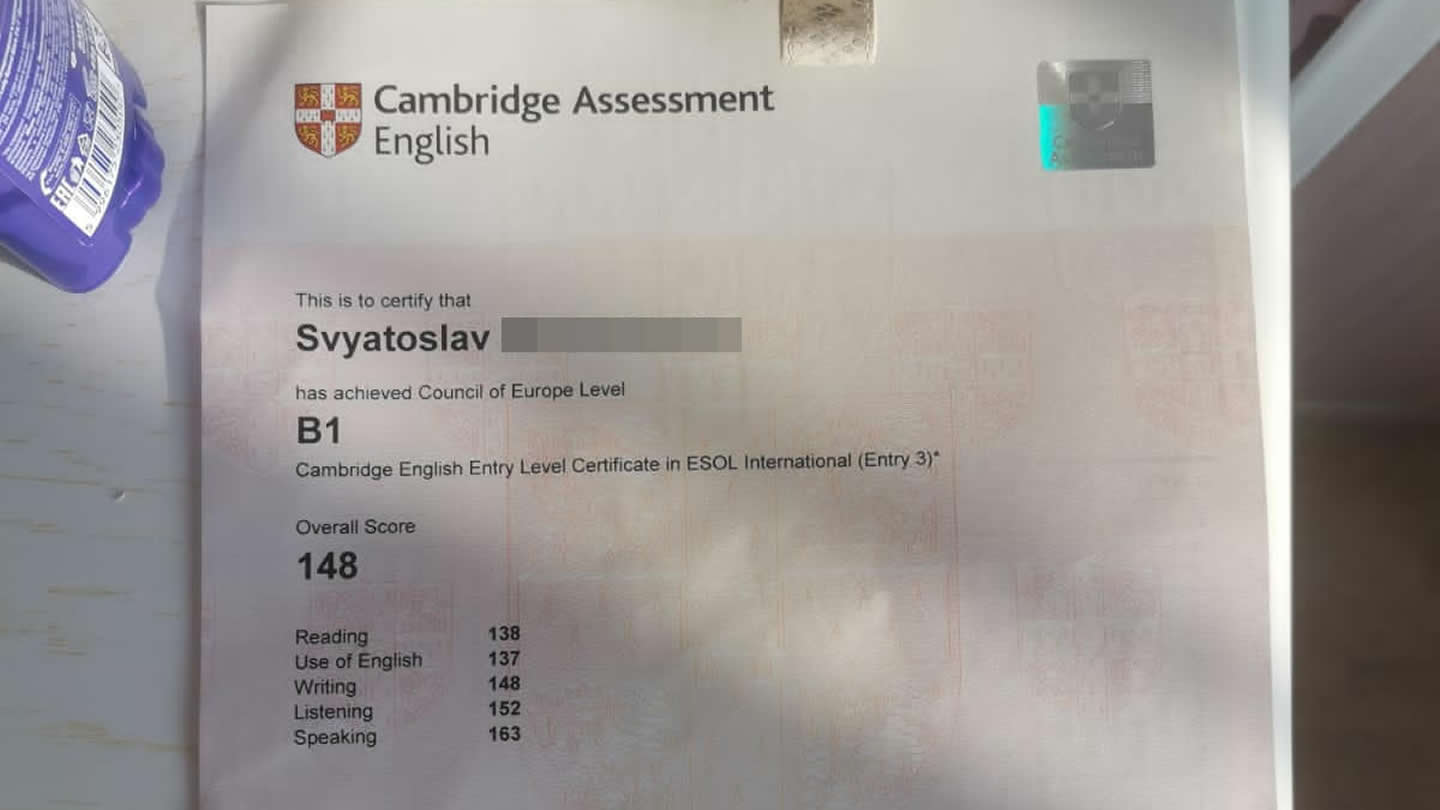 Cambridge Assessment
English
This is to certify that
Svyatoslav
has achieved Council of Europe Level
B1
Cambridge English Entry Level Certificate in ESOL International (Entry 3)*
Overall Score
148
Reading 138
Use of English 137
Writing 148
Listening 152
Speaking 163
EAC